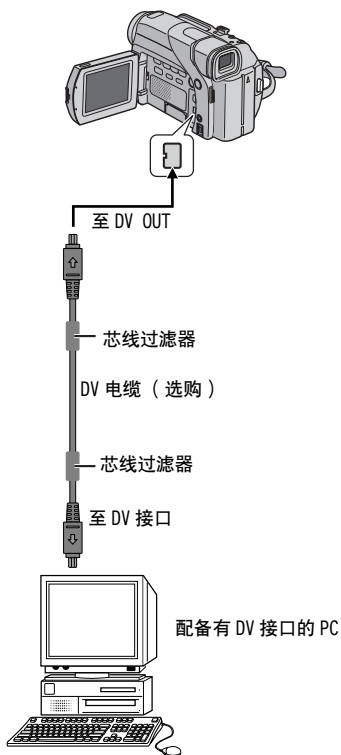 至 DV OUT
芯线过滤器
DV 电缆 ( 选购 )
芯线过滤器
至 DV 接口
配备有 DV 接口的 PC